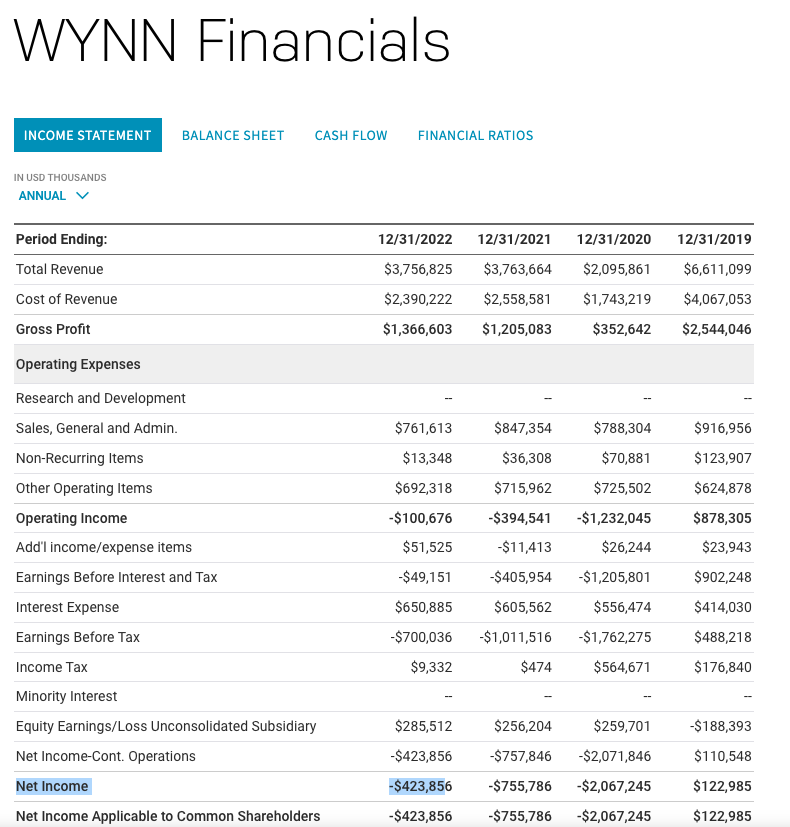 WYNN Financials
INCOME STATEMENT BALANCE SHEET CASH FLOW FINANCIAL RATIOS
IN USD THOUSANDS
ANNUAL
Period Ending: 12/31/2022 12/31/2021 12/31/2020 12/31/2019
Total Revenue $3,756,825 $3,763,664 $2,095,861 $6,611,099
Cost of Revenue $2,390,222 $2,558,581 $1,743,219 $4,067,053
Gross Profit $1,366,603 $1,205,083 $352,642 $2,544,046
Operating Expenses
Research and Development -- -- -- --
Sales, General and Admin. $761,613 $847,354 $788,304 $916,956
Non-Recurring Items $13,348 $36,308 $70,881 $123,907
Other Operating Items $692,318 $715,962 $725,502 $624,878
Operating Income -$100,676 -$394,541 -$1,232,045 $878,305
Add'l income/expense items $51,525 -$11,413 $26,244 $23,943
Earnings Before Interest and Tax -$49,151 -$405,954 -$1,205,801 $902,248
Interest Expense $650,885 $605,562 $556,474 $414,030
Earnings Before Tax -$700,036 -$1,011,516 -$1,762,275 $488,218
Income Tax $9,332 $474 $564,671 $176,840
Minority Interest -- -- -- --
Equity Earnings/Loss Unconsolidated Subsidiary $285,512 $256,204 $259,701 -$188,393
Net Income-Cont. Operations -$423,856 -$757,846 -$2,071,846 $110,548
Net Income -$423,856 -$755,786 -$2,067,245 $122,985
Net Income Applicable to Common Shareholders -$423,856 -$755,786 -$2,067,245 $122,985